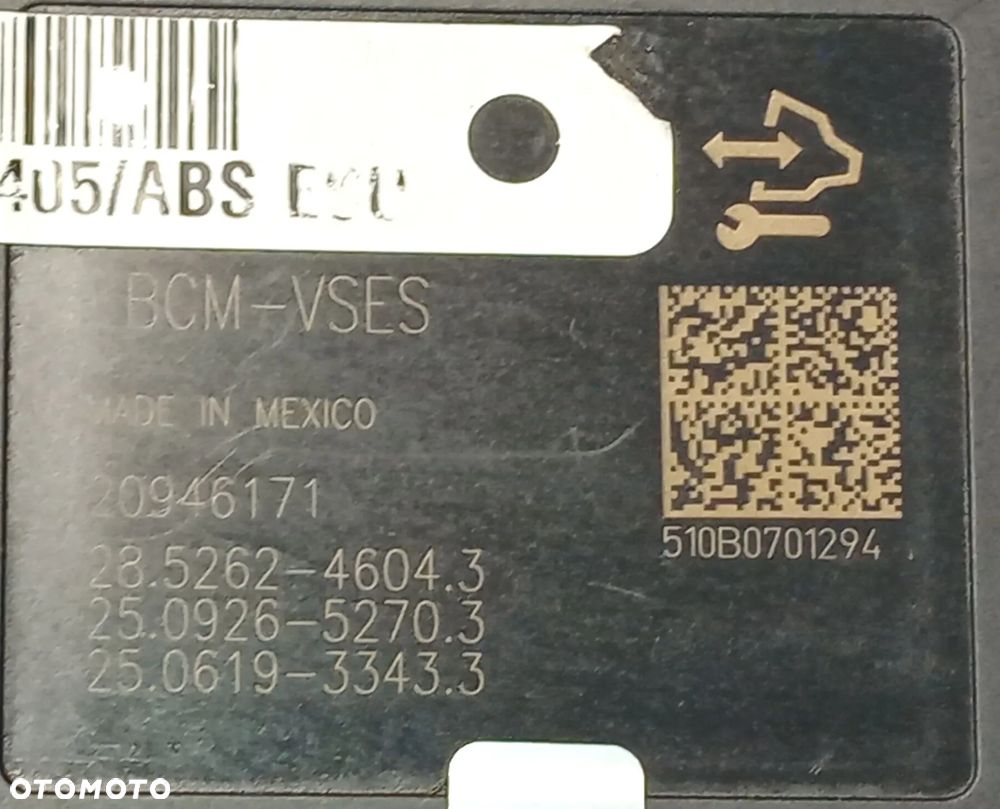 405/ABS ECU
BCM-VSES
MADE IN MEXICO
20946171
510B0701294
28.5262-4604.3
25.0926-5270.3
25.0619-3343.3
OTOMOTO